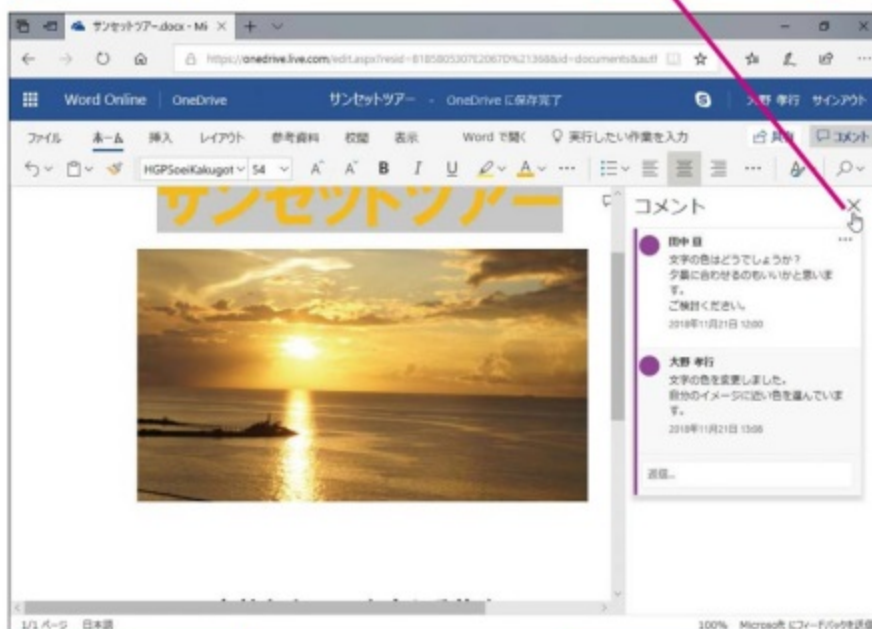 サンセットツアー.docx - Mi
https://onedrive.live.com/edit.aspx?resid=
Word Online OneDrive サンセットツアー - OneDrive に保存完了 大野 孝行 サインアウト
ファイル ホーム 挿入 レイアウト 参考資料 校閲 表示 Word で開く 実行したい作業を入力 共有 コメント
HGPSoeiKakugot 54 A A B I U A
サンセットツアー
コメント
田中 亘
文字の色はどうでしょうか?
夕暮に合わせるのもいいかと思いま
す。
ご検討ください。
2018年11月21日 12:00
大野 孝行
文字の色を変更しました。
自分のイメージに近い色を選んでいま
す。
2018年11月21日 13:08
返信...
1/1 ページ 日本語 100% Microsoft にフィードバックを送信